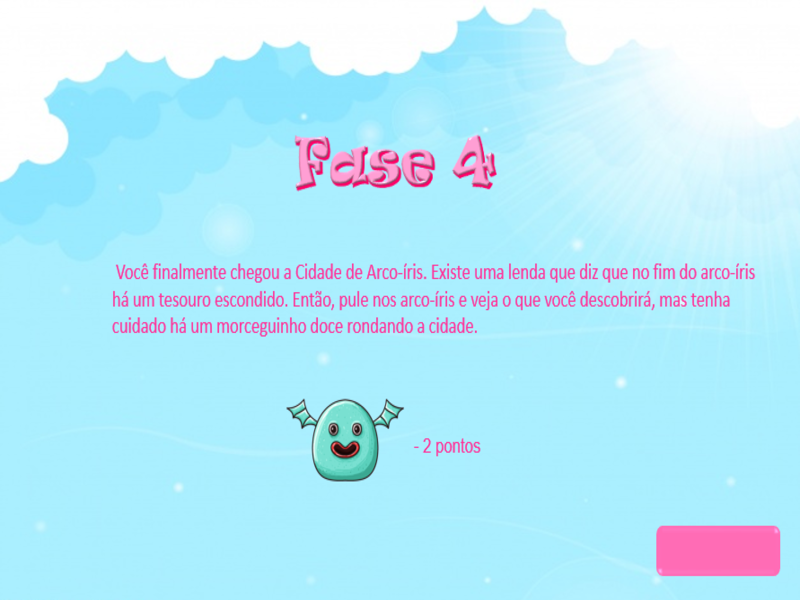 Fase 4
Você finalmente chegou a Cidade de Arco-íris. Existe uma lenda que diz que no fim do arco-íris
há um tesouro escondido. Então, pule nos arco-íris e veja o que você descobrirá, mas tenha
cuidado há um morceguinho doce rondando a cidade.
- 2 pontos